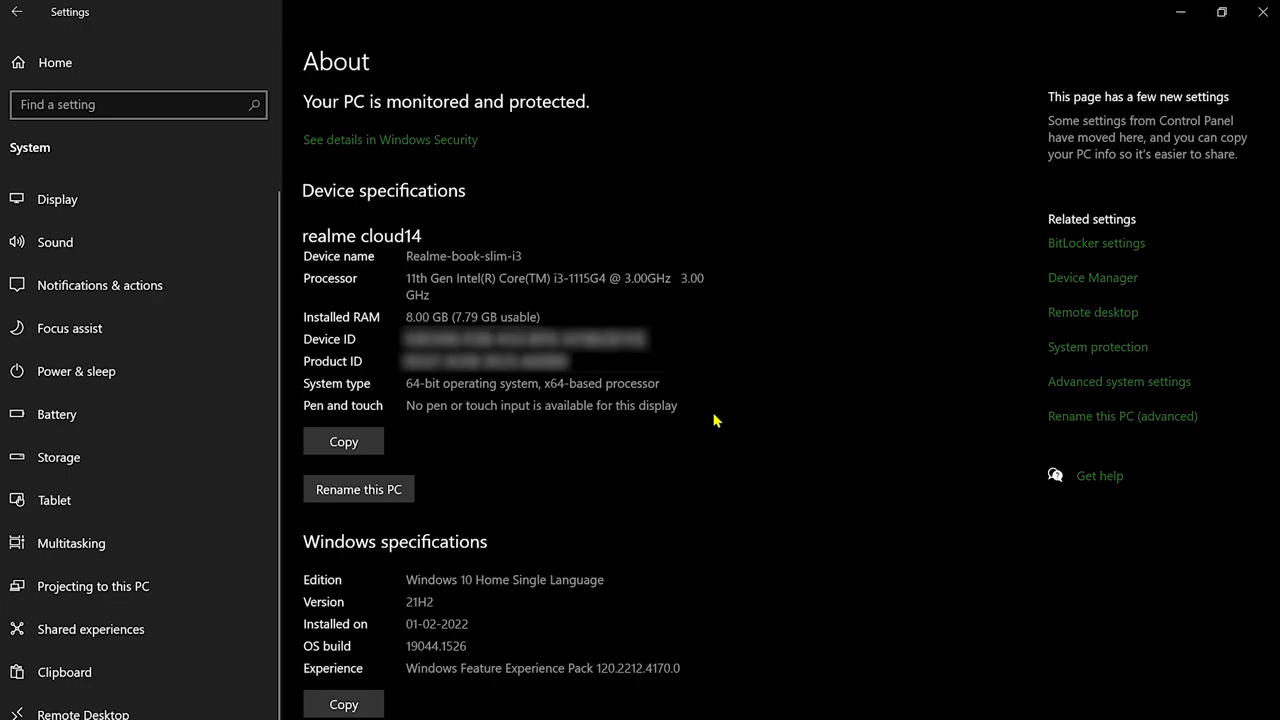 Settings
Home
Find a setting
System
Display
Sound
Notifications & actions
Focus assist
Power & sleep
Battery
Storage
Tablet
Multitasking
Projecting to this PC
Shared experiences
Clipboard
Remote Desktop
About
Your PC is monitored and protected.
See details in Windows Security
Device specifications
realme cloud14
Device name Realme-book-slim-i3
Processor 11th Gen Intel(R) Core(TM) i3-1115G4 @ 3.00GHz 3.00
GHz
Installed RAM 8.00 GB (7.79 GB usable)
Device ID
Product ID
System type 64-bit operating system, x64-based processor
Pen and touch No pen or touch input is available for this display
Copy
Rename this PC
Windows specifications
Edition Windows 10 Home Single Language
Version 21H2
Installed on 01-02-2022
OS build 19044.1526
Experience Windows Feature Experience Pack 120.2212.4170.0
Copy
This page has a few new settings
Some settings from Control Panel
have moved here, and you can copy
your PC info so it's easier to share.
Related settings
BitLocker settings
Device Manager
Remote desktop
System protection
Advanced system settings
Rename this PC (advanced)
Get help